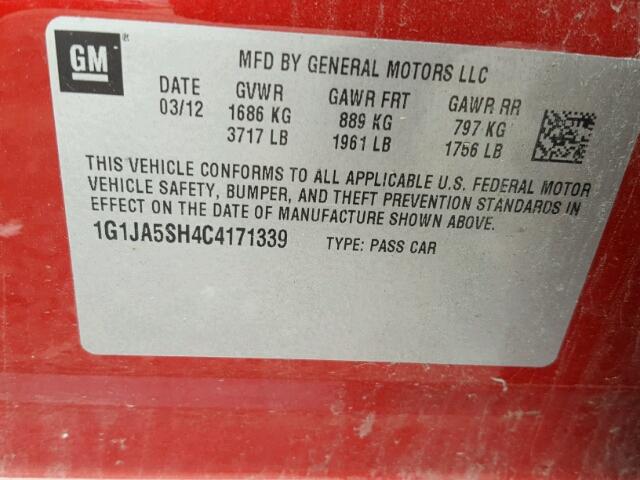 GM
MFD BY GENERAL MOTORS LLC
DATE GVWR GAWR FRT GAWR RR
03/12 1686 KG 889 KG 797 KG
3717 LB 1961 LB 1756 LB
THIS VEHICLE CONFORMS TO ALL APPLICABLE U.S. FEDERAL MOTOR
VEHICLE SAFETY, BUMPER, AND THEFT PREVENTION STANDARDS IN
EFFECT ON THE DATE OF MANUFACTURE SHOWN ABOVE.
1G1JA5SH4C4171339 TYPE: PASS CAR